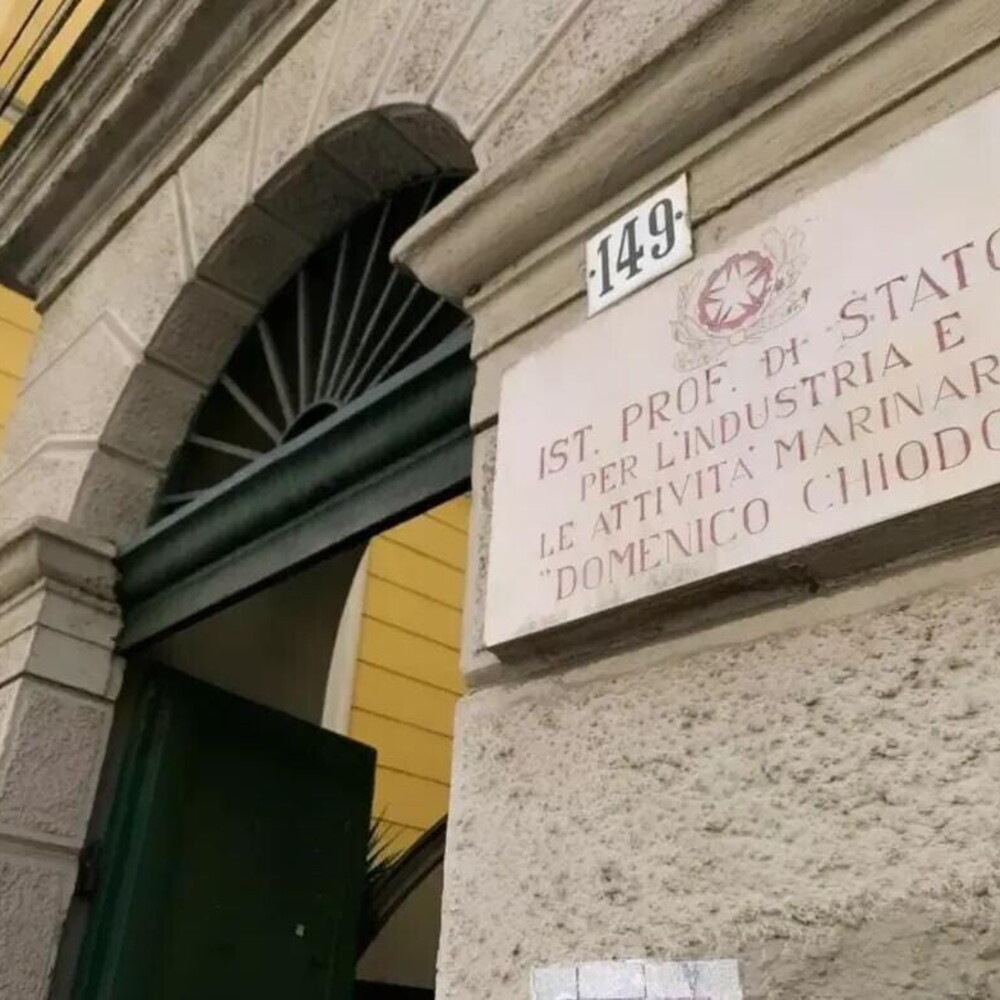 ·149·
IST. PROF. DI STATO
PER L'INDUSTRIA E
LE ATTIVITA' MARINAR
"DOMENICO CHIODO